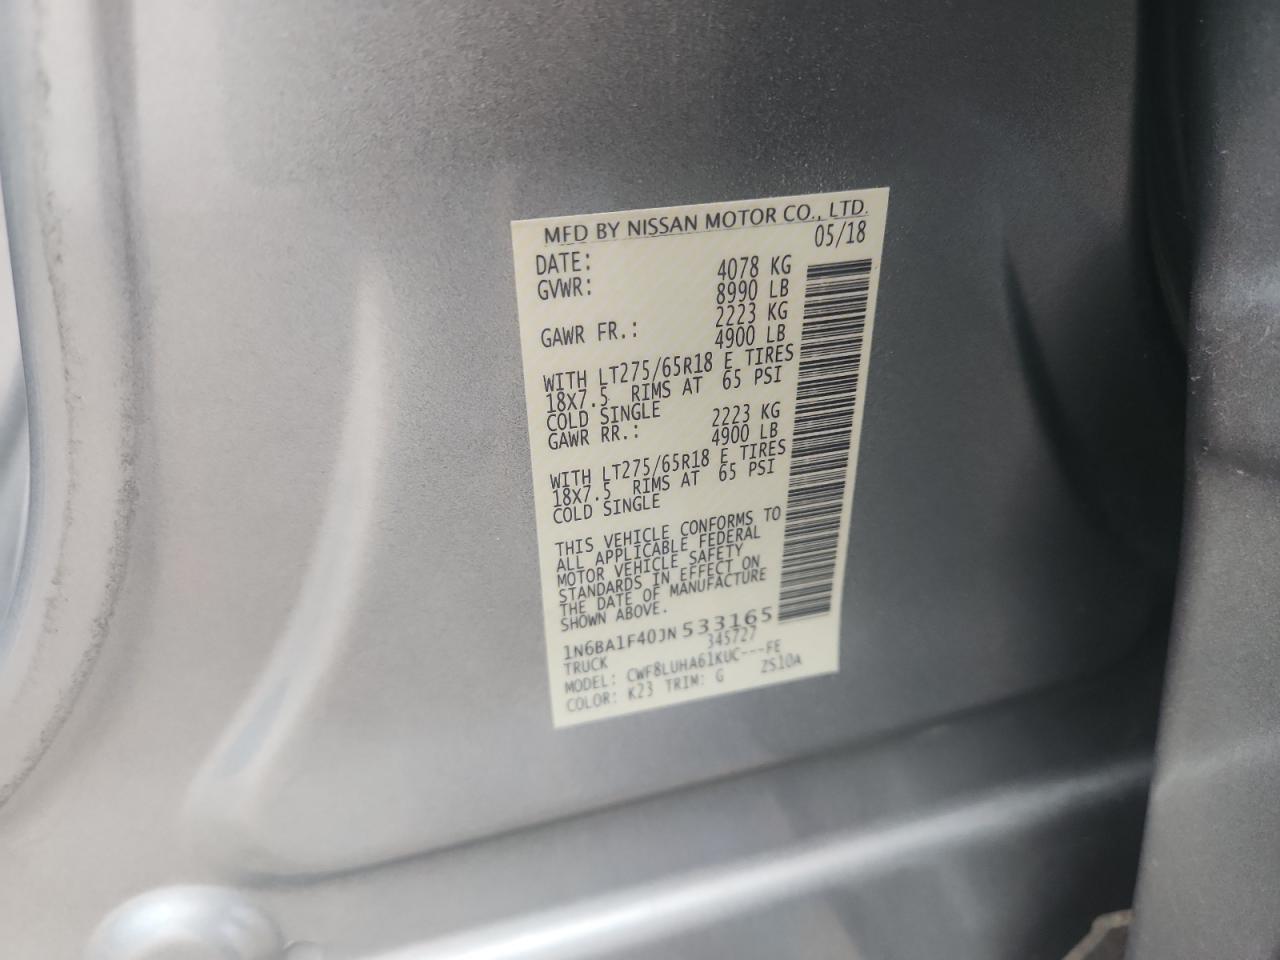 MFD BY NISSAN MOTOR CO., LTD.
DATE: 05/18
GVWR: 4078 KG
8990 LB
GAWR FR.: 2223 KG
4900 LB
WITH LT275/65R18 E TIRES
18X7.5 RIMS AT 65 PSI
COLD SINGLE
GAWR RR.: 2223 KG
4900 LB
WITH LT275/65R18 E TIRES
18X7.5 RIMS AT 65 PSI
COLD SINGLE
THIS VEHICLE CONFORMS TO
ALL APPLICABLE FEDERAL
MOTOR VEHICLE SAFETY
STANDARDS IN EFFECT ON
THE DATE OF MANUFACTURE
SHOWN ABOVE.
1N6BA1F40JN533165
TRUCK 345727
MODEL: CWF8LUHA61KUC---FE
COLOR: K23 TRIM: G ZS10A